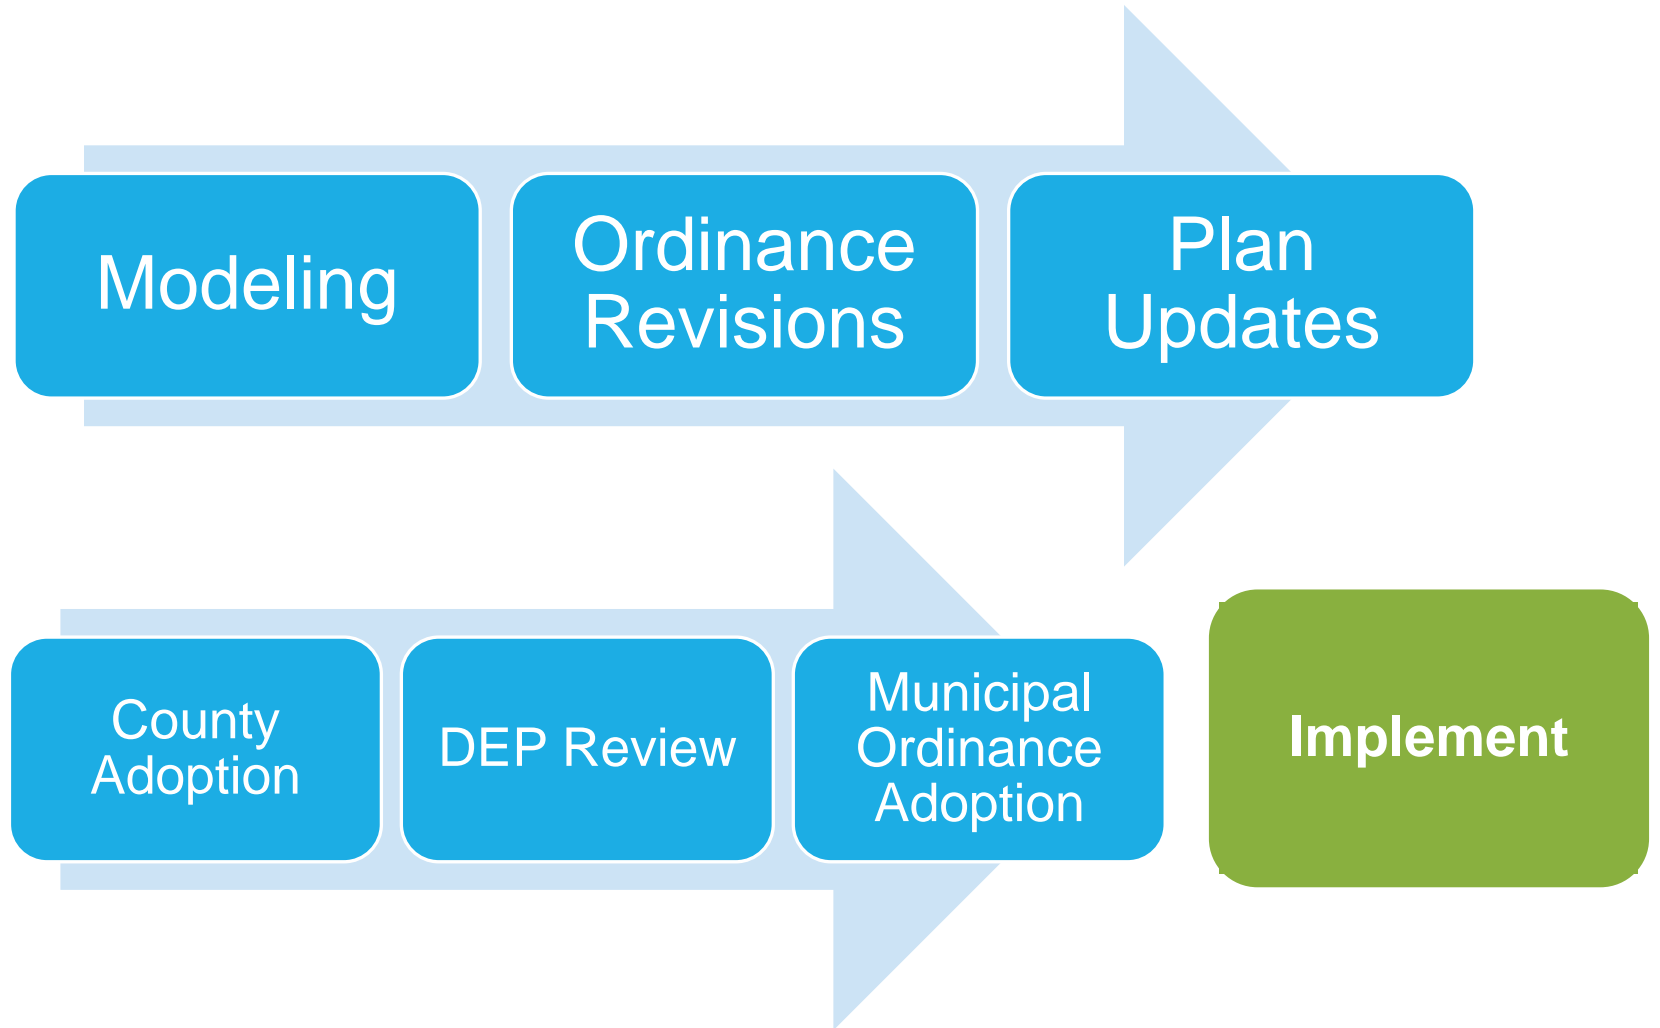 Modeling
Ordinance
Revisions
Plan
Updates
County
Adoption
DEP Review
Municipal
Ordinance
Adoption
Implement